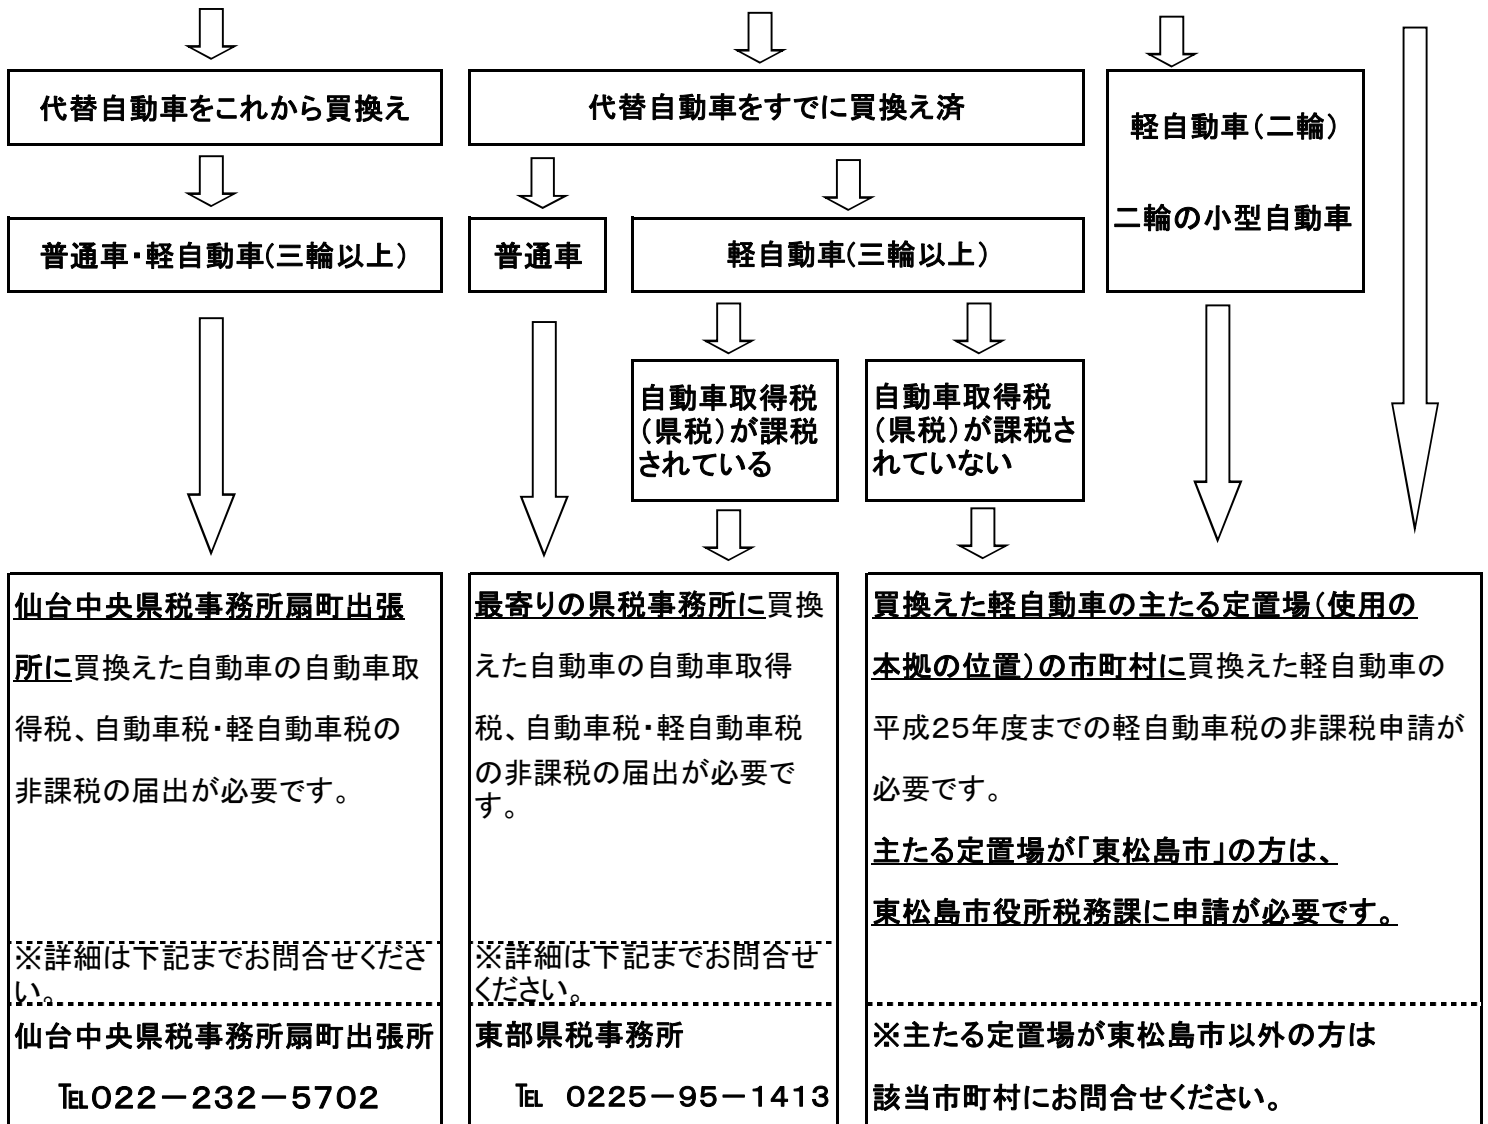 代替自動車をこれから買換え
代替自動車をすでに買換え済
軽自動車(二輪)
二輪の小型自動車
普通車・軽自動車(三輪以上)
普通車
軽自動車(三輪以上)
自動車取得税
(県税)が課税
されている
自動車取得税
(県税)が課税さ
れていない
仙台中央県税事務所扇町出張
所に買換えた自動車の自動車取
得税、自動車税・軽自動車税の
非課税の届出が必要です。
※詳細は下記までお問合せくださ
い。
仙台中央県税事務所扇町出張所
℡022－232－5702
最寄りの県税事務所に買換
えた自動車の自動車取得
税、自動車税・軽自動車税
の非課税の届出が必要で
す。
※詳細は下記までお問合せ
ください。
東部県税事務所
℡ 0225－95－1413
買換えた軽自動車の主たる定置場(使用の
本拠の位置)の市町村に買換えた軽自動車の
平成25年度までの軽自動車税の非課税申請が
必要です。
主たる定置場が「東松島市」の方は、
東松島市役所税務課に申請が必要です。
※主たる定置場が東松島市以外の方は
該当市町村にお問合せください。